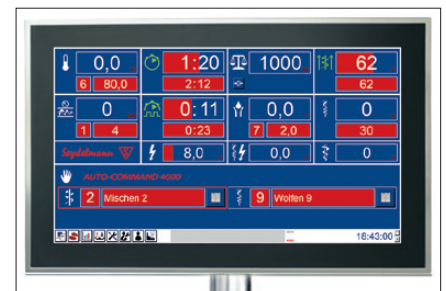 0,0 1:20 1000 62
6 80,0 2:12 62
0 0:11 0,0 0
1 4 0:23 7 2,0 30
Seydelmann 8,0 0,0 0
AUTO-COMMAND 4000
2 Mischen 2 9 Wolfen 9
18:43:00